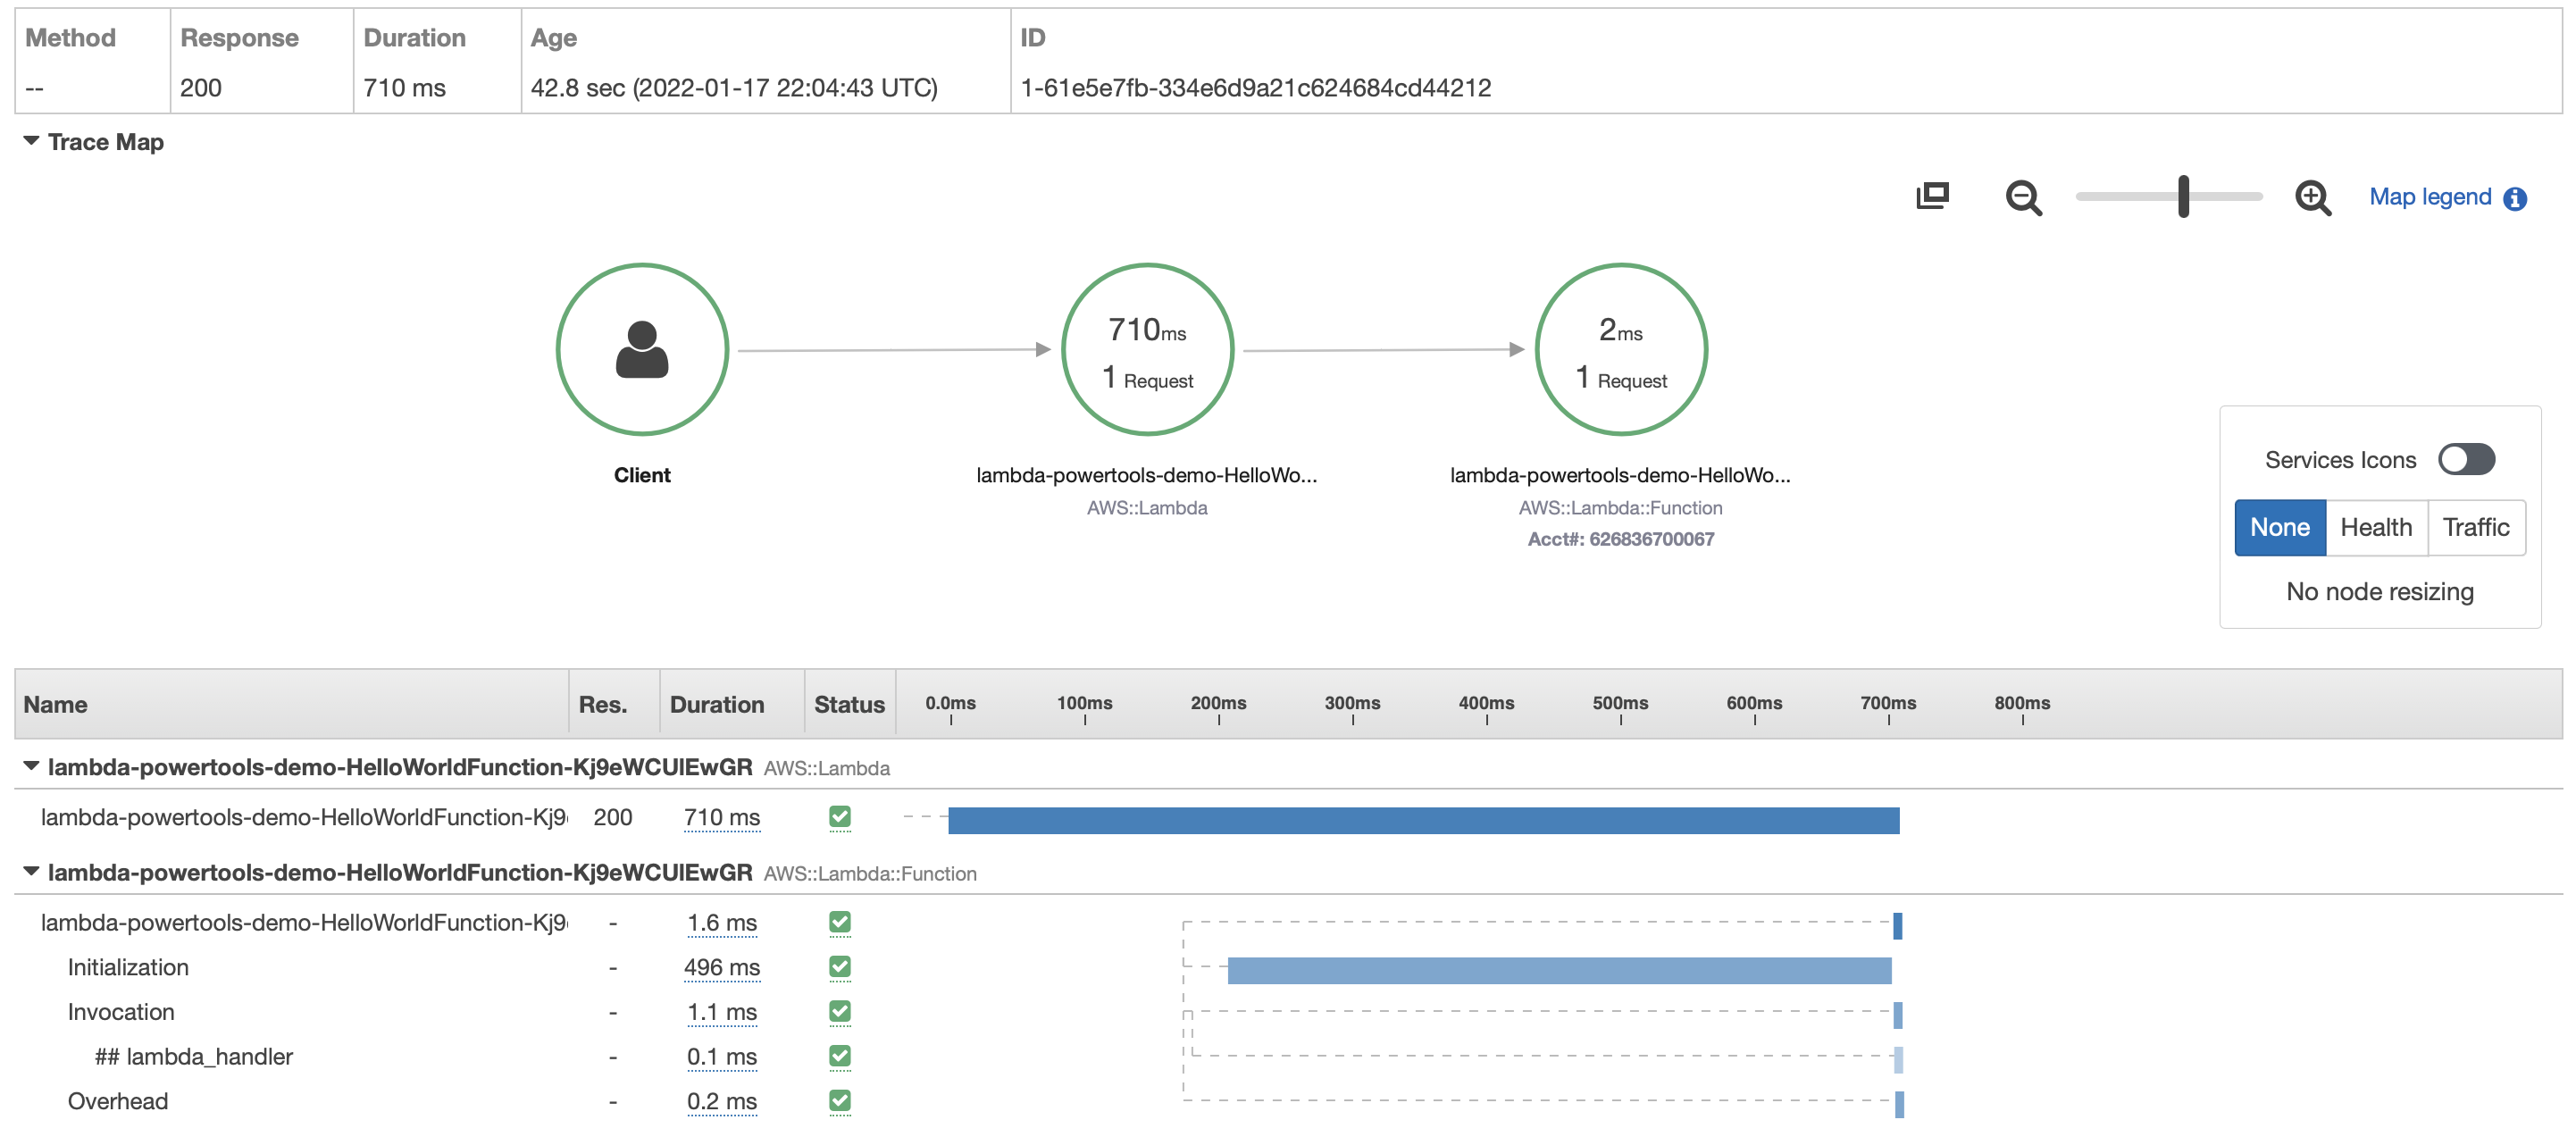 Method Response Duration Age ID
-- 200 710 ms 42.8 sec (2022-01-17 22:04:43 UTC) 1-61e5e7fb-334e6d9a21c624684cd44212
Trace Map
Map legend
710ms
1 Request
2ms
1 Request
Client
lambda-powertools-demo-HelloWo...
AWS::Lambda
lambda-powertools-demo-HelloWo...
AWS::Lambda::Function
Acct#: 626836700067
Services Icons
None Health Traffic
No node resizing
Name Res. Duration Status 0.0ms 100ms 200ms 300ms 400ms 500ms 600ms 700ms 800ms
lambda-powertools-demo-HelloWorldFunction-Kj9eWCUIEwGR AWS::Lambda
lambda-powertools-demo-HelloWorldFunction-Kj9 200 710 ms
lambda-powertools-demo-HelloWorldFunction-Kj9eWCUIEwGR AWS::Lambda::Function
lambda-powertools-demo-HelloWorldFunction-Kj9 - 1.6 ms
Initialization - 496 ms
Invocation - 1.1 ms
## lambda_handler - 0.1 ms
Overhead - 0.2 ms